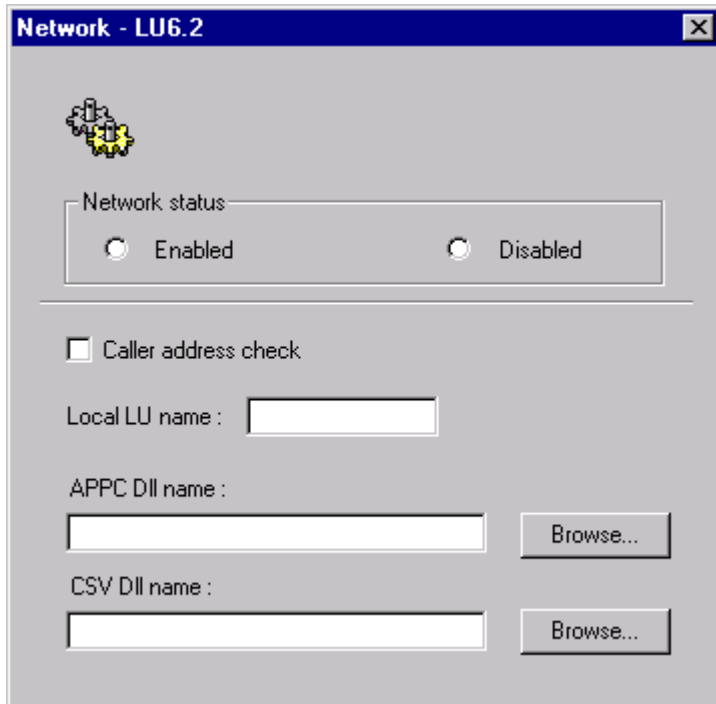 Network - LU6.2
Network status
Enabled Disabled
Caller address check
Local LU name :
APPC Dll name :
Browse...
CSV Dll name :
Browse...